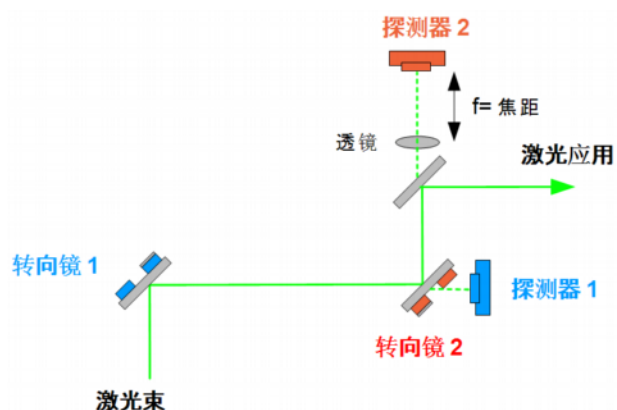 探测器 2
f= 焦距
透镜
激光应用
转向镜 1
探测器 1
转向镜 2
激光束